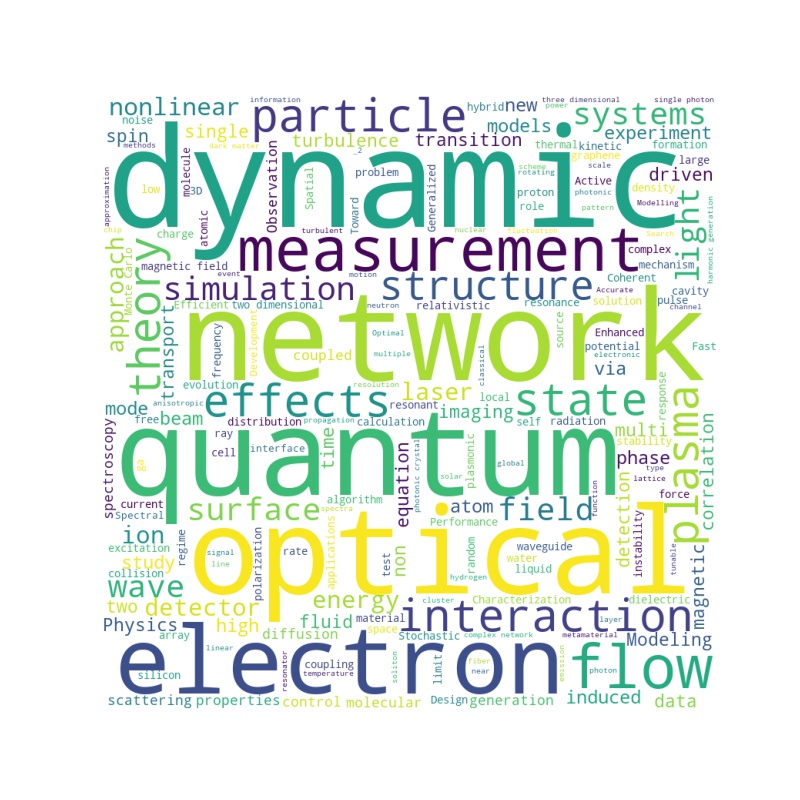 information
three dimensional
single photon
nonlinear
particle
hybrid
new
power
systems
noise
spin
methods
single
dark matter
turbulence
transition
models
experiment
dynamic
thermal
kinetic
graphene
formation
approximation
low
molecule
3D
Observation
Spatial
problem
Toward
Generalized
proton
role
rotating
photonic
pattern
Active
scale
density
large
driven
Modelling
chip
charge
atomic
turbulent
nuclear
fluctuation
Search
harmonic generation
approach
Monte Carlo
theory
magnetic field
event
measurement
motion
complex
mechanism
light
simulation
structure
Coherent
cavity
Accurate
transport
Efficient
two dimensional
neutron
relativistic
resonance
solution
pulse
channel
network
frequency
Development
coupled
Optimal
multiple
classical
source
Enhanced
potential
electronic
via
Fast
evolution
resolution
laser
state
response
plasma
mode
anisotropic
free
beam
effects
resonant
imaging
local
distribution
propagation
calculation
self
radiation
multi
correlation
spectroscopy
ga
ray
cell
interface
time
photonic crystal
plasmonic
quantum
solar
global
stability
phase
type
lattice
current
Spectral
surface
algorithm
spectra
equation
atom
field
function
detection
force
ion
excitation
regime
polarization
Performance
random
non
instability
magnetic
tunable
study
collision
signal
line
rate
applications
test
optical
waveguide
water
liquid
hydrogen
wave
two
detector
energy
cluster
Characterization
dielectric
Physics
high
fluid
material
space
interaction
metamaterial
layer
array
diffusion
Stochastic
complex network
Modeling
linear
electron
resonator
coupling
temperature
limit
soliton
fiber
near
emission
flow
photon
silicon
scattering
properties
control
molecular
Design
generation
induced
data